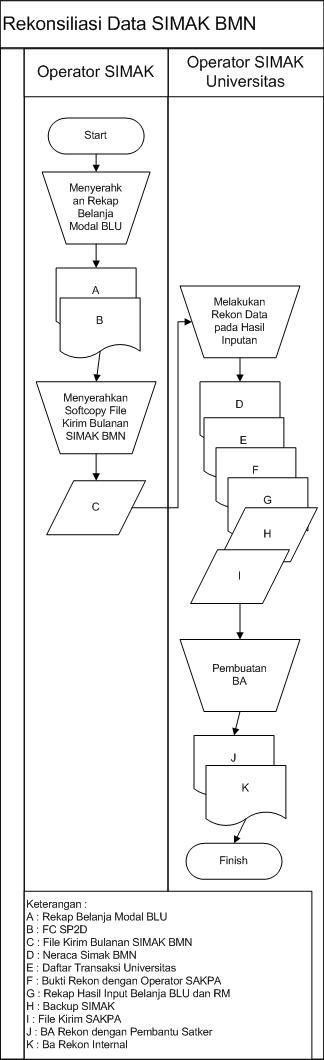 Rekonsiliasi Data SIMAK BMN
Operator SIMAK
Operator SIMAK
Universitas
Start
Menyerahk
an Rekap
Belanja
Modal BLU
A
B
Menyerahkan
Softcopy File
Kirim Bulanan
SIMAK BMN
C
Melakukan
Rekon Data
pada Hasil
Inputan
D
E
F
G
H
I
Pembuatan
BA
J
K
Finish
Keterangan :
A : Rekap Belanja Modal BLU
B : FC SP2D
C : File Kirim Bulanan SIMAK BMN
D : Neraca Simak BMN
E : Daftar Transaksi Universitas
F : Bukti Rekon dengan Operator SAKPA
G : Rekap Hasil Input Belanja BLU dan RM
H : Backup SIMAK
I : File Kirim SAKPA
J : BA Rekon dengan Pembantu Satker
K : Ba Rekon Internal